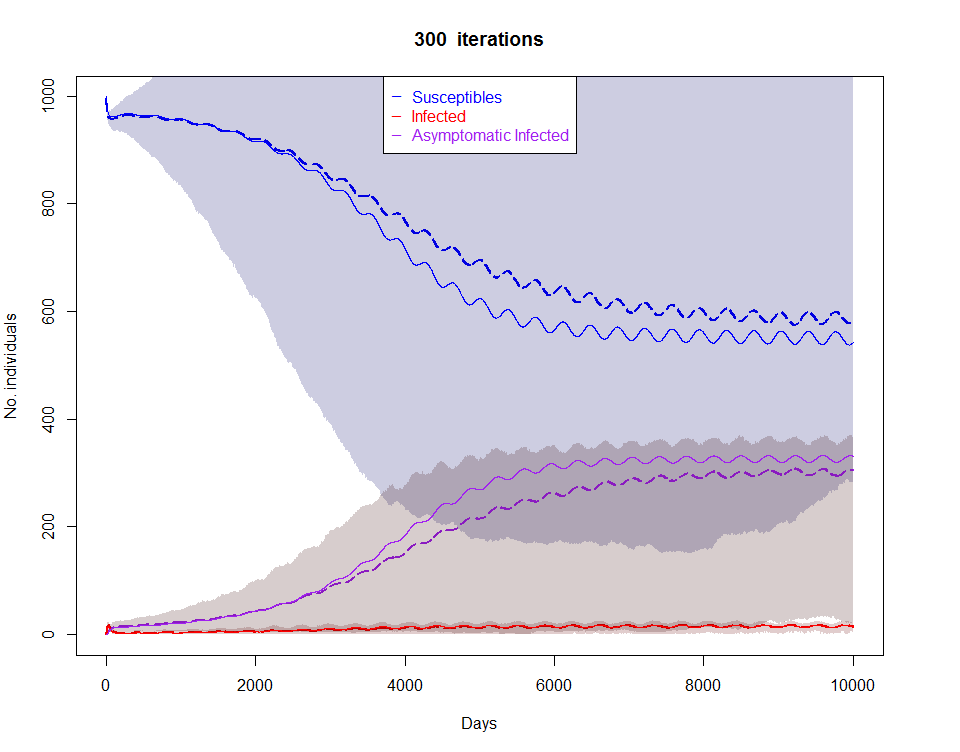 300 iterations
Susceptibles
Infected
Asymptomatic Infected
No. individuals
1000
800
600
400
200
0
0 2000 4000 6000 8000 10000
Days